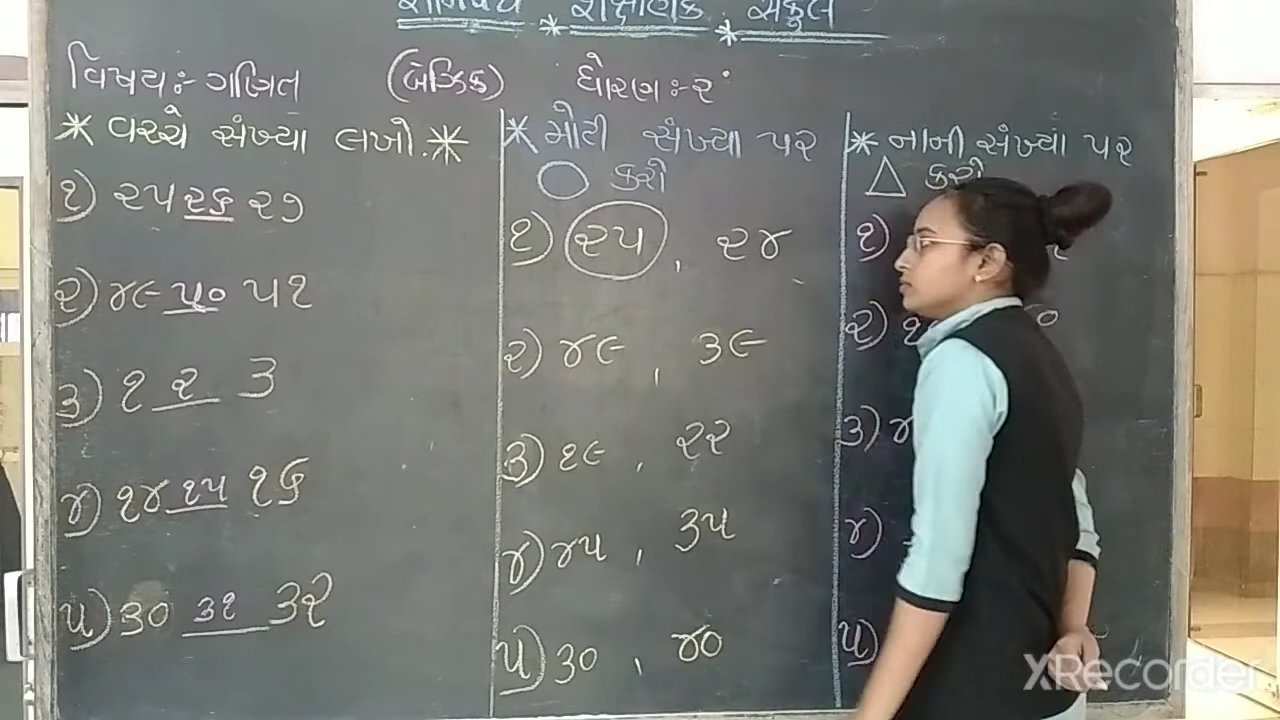 શૈક્ષણિક * સંકુલ
વિષય:- ગણિત (બેઝિક) ધોરણ:- ૨
* વચ્ચે સંખ્યા લખો. *
૧) ૨૫ ૨૬ ૨૭
૨) ૪૯ ૫૦ ૫૧
૩) ૧ ૨ ૩
૪) ૧૪ ૧૫ ૧૬
૫) ૩૦ ૩૧ ૩૨
* મોટી સંખ્યા પર
○ કરો
૧) ૨૫ , ૨૪
૨) ૪૯ , ૩૯
૩) ૧૯ , ૨૨
૪) ૪૫ , ૩૫
૫) ૩૦ , ૪૦
* નાની સંખ્યા પર
△ કરો
૧)
૨)
૩)
૪)
૫)
XRecorder